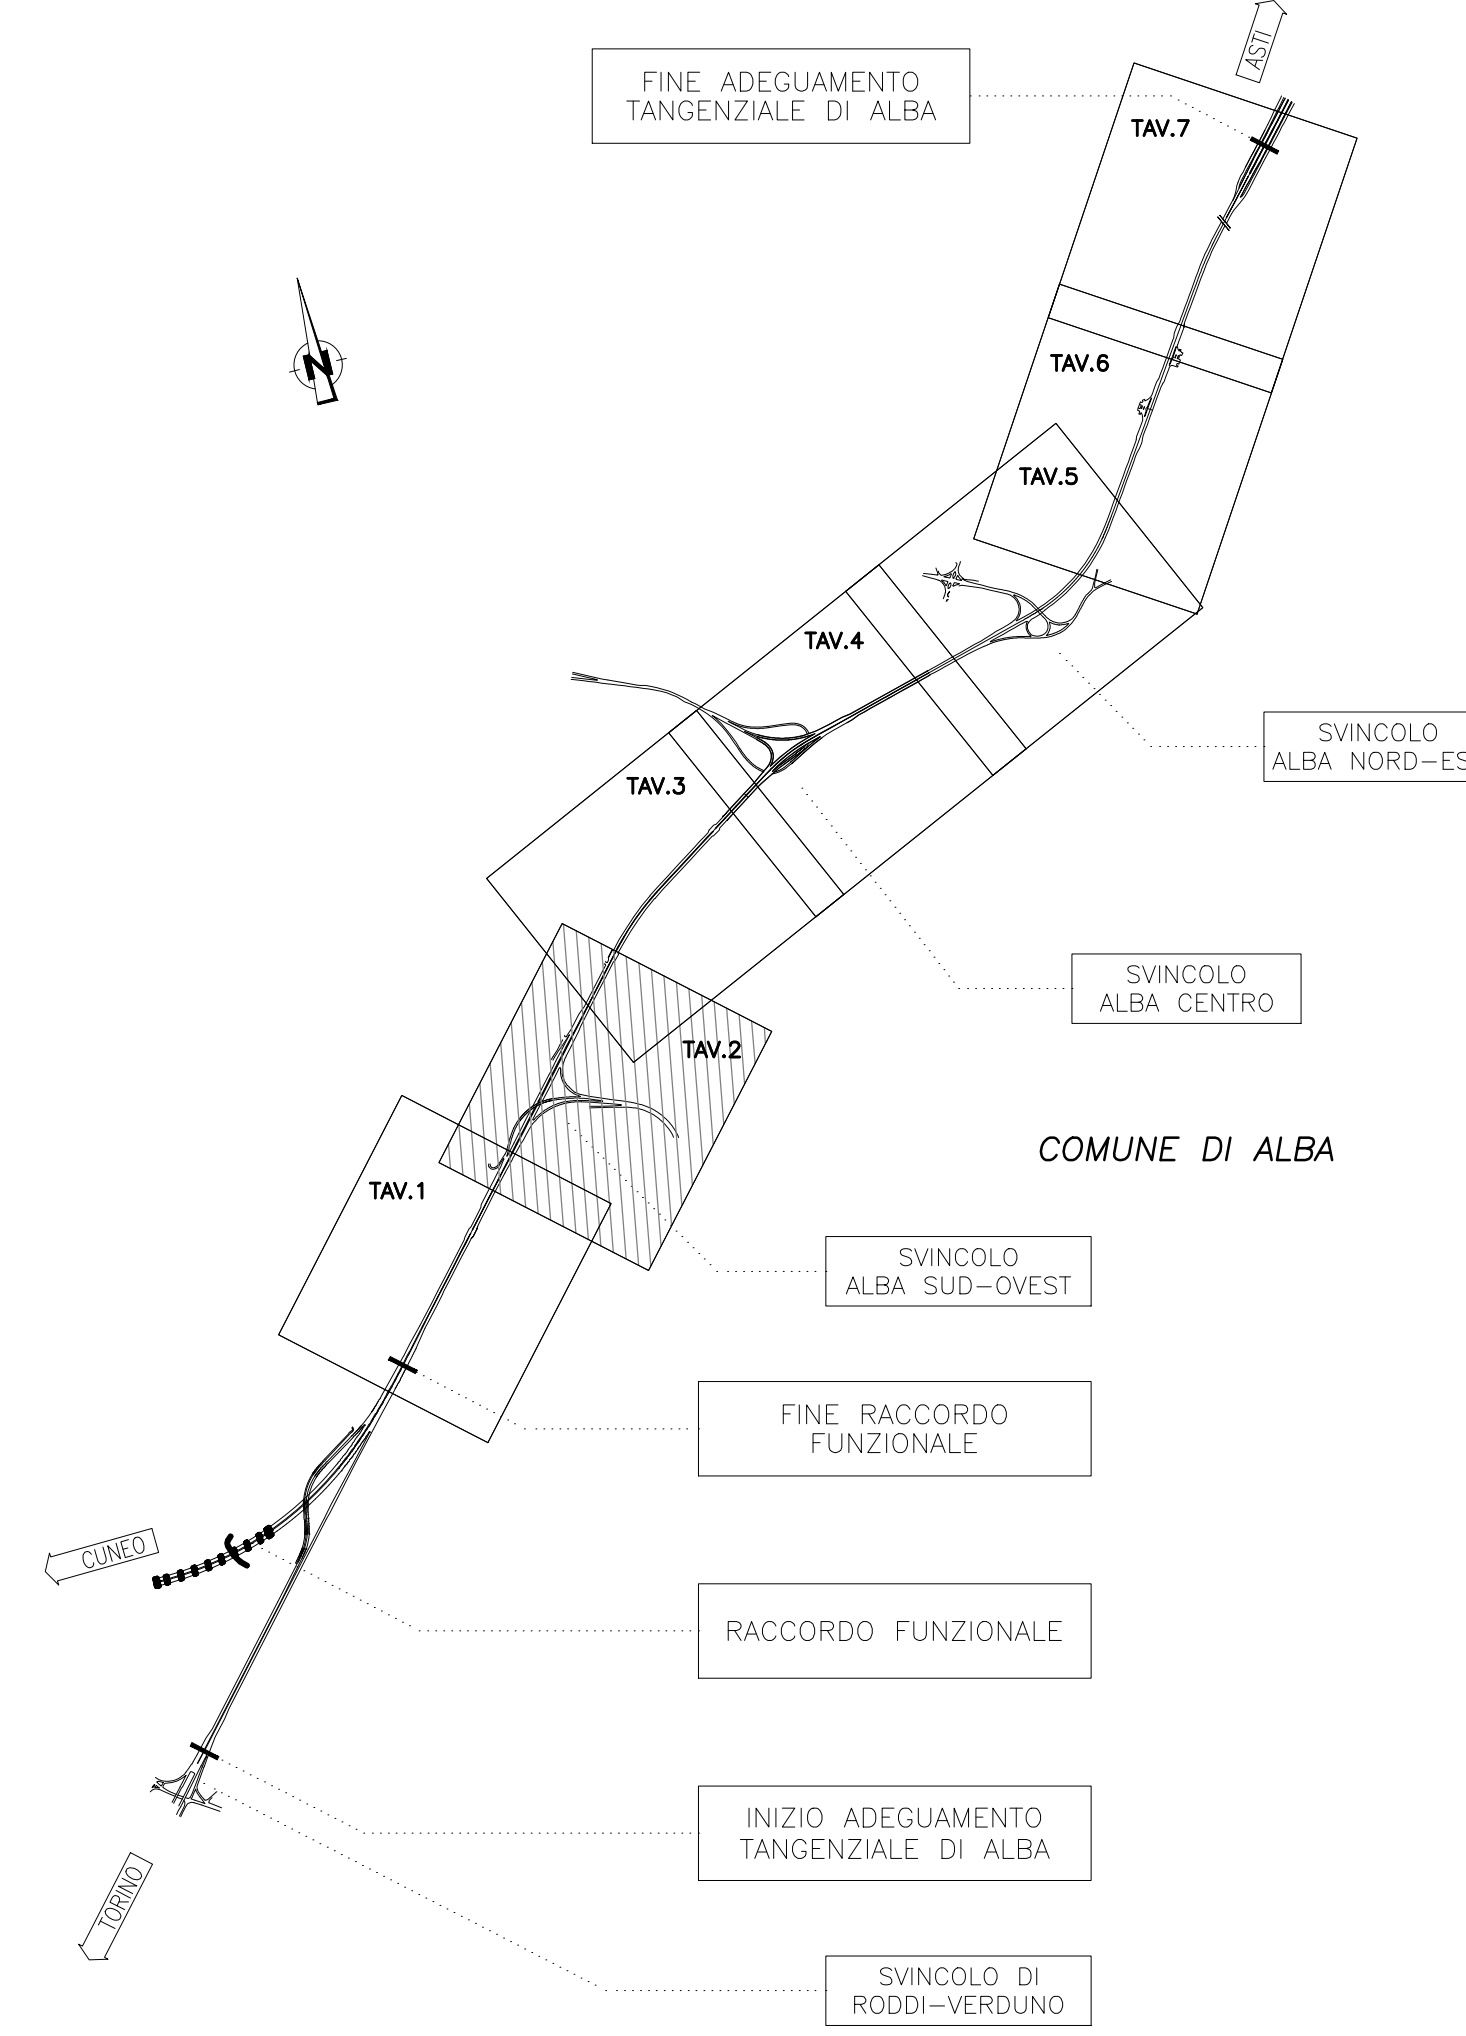 ASTI
FINE ADEGUAMENTO
TANGENZIALE DI ALBA
TAV.7
N
TAV.6
TAV.5
TAV.4
SVINCOLO
ALBA NORD-ES
TAV.3
SVINCOLO
ALBA CENTRO
TAV.2
COMUNE DI ALBA
TAV.1
SVINCOLO
ALBA SUD-OVEST
FINE RACCORDO
FUNZIONALE
CUNEO
RACCORDO FUNZIONALE
INIZIO ADEGUAMENTO
TANGENZIALE DI ALBA
TORINO
SVINCOLO DI
RODDI-VERDUNO